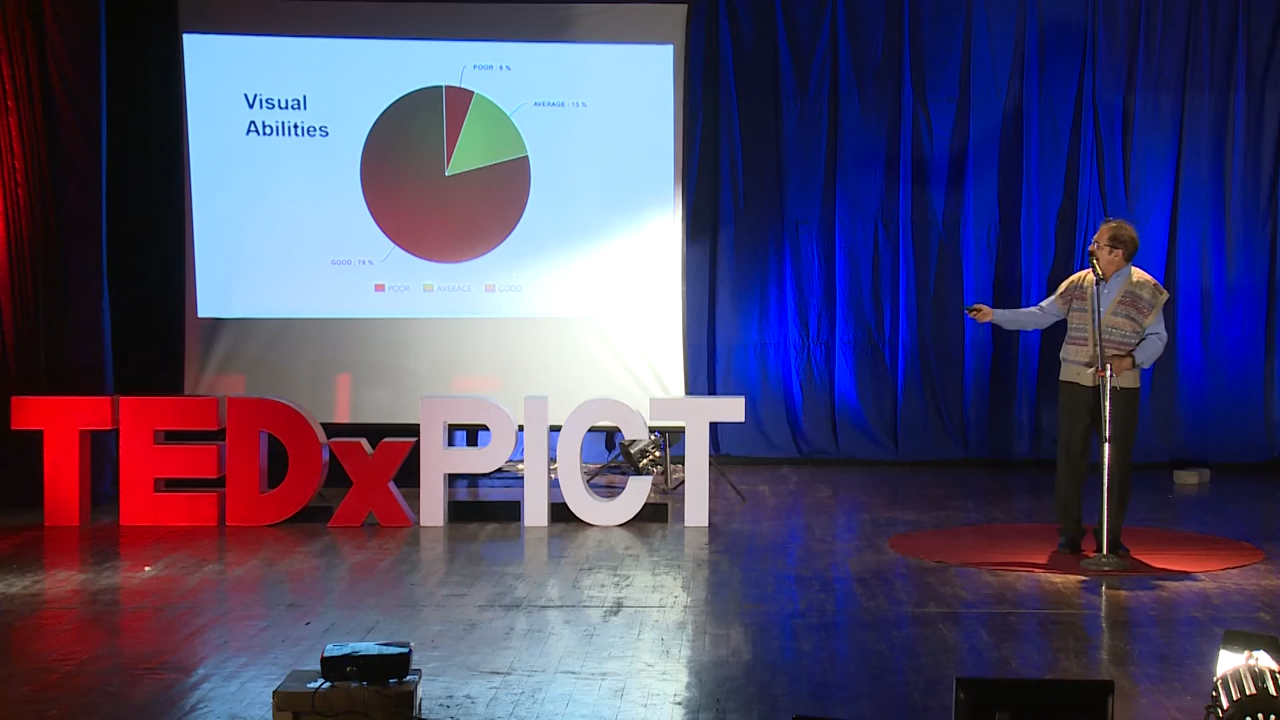 Visual
Abilities
POOR : 6 %
AVERAGE : 15 %
GOOD : 79 %
POOR AVERAGE GOOD
TEDxPICT